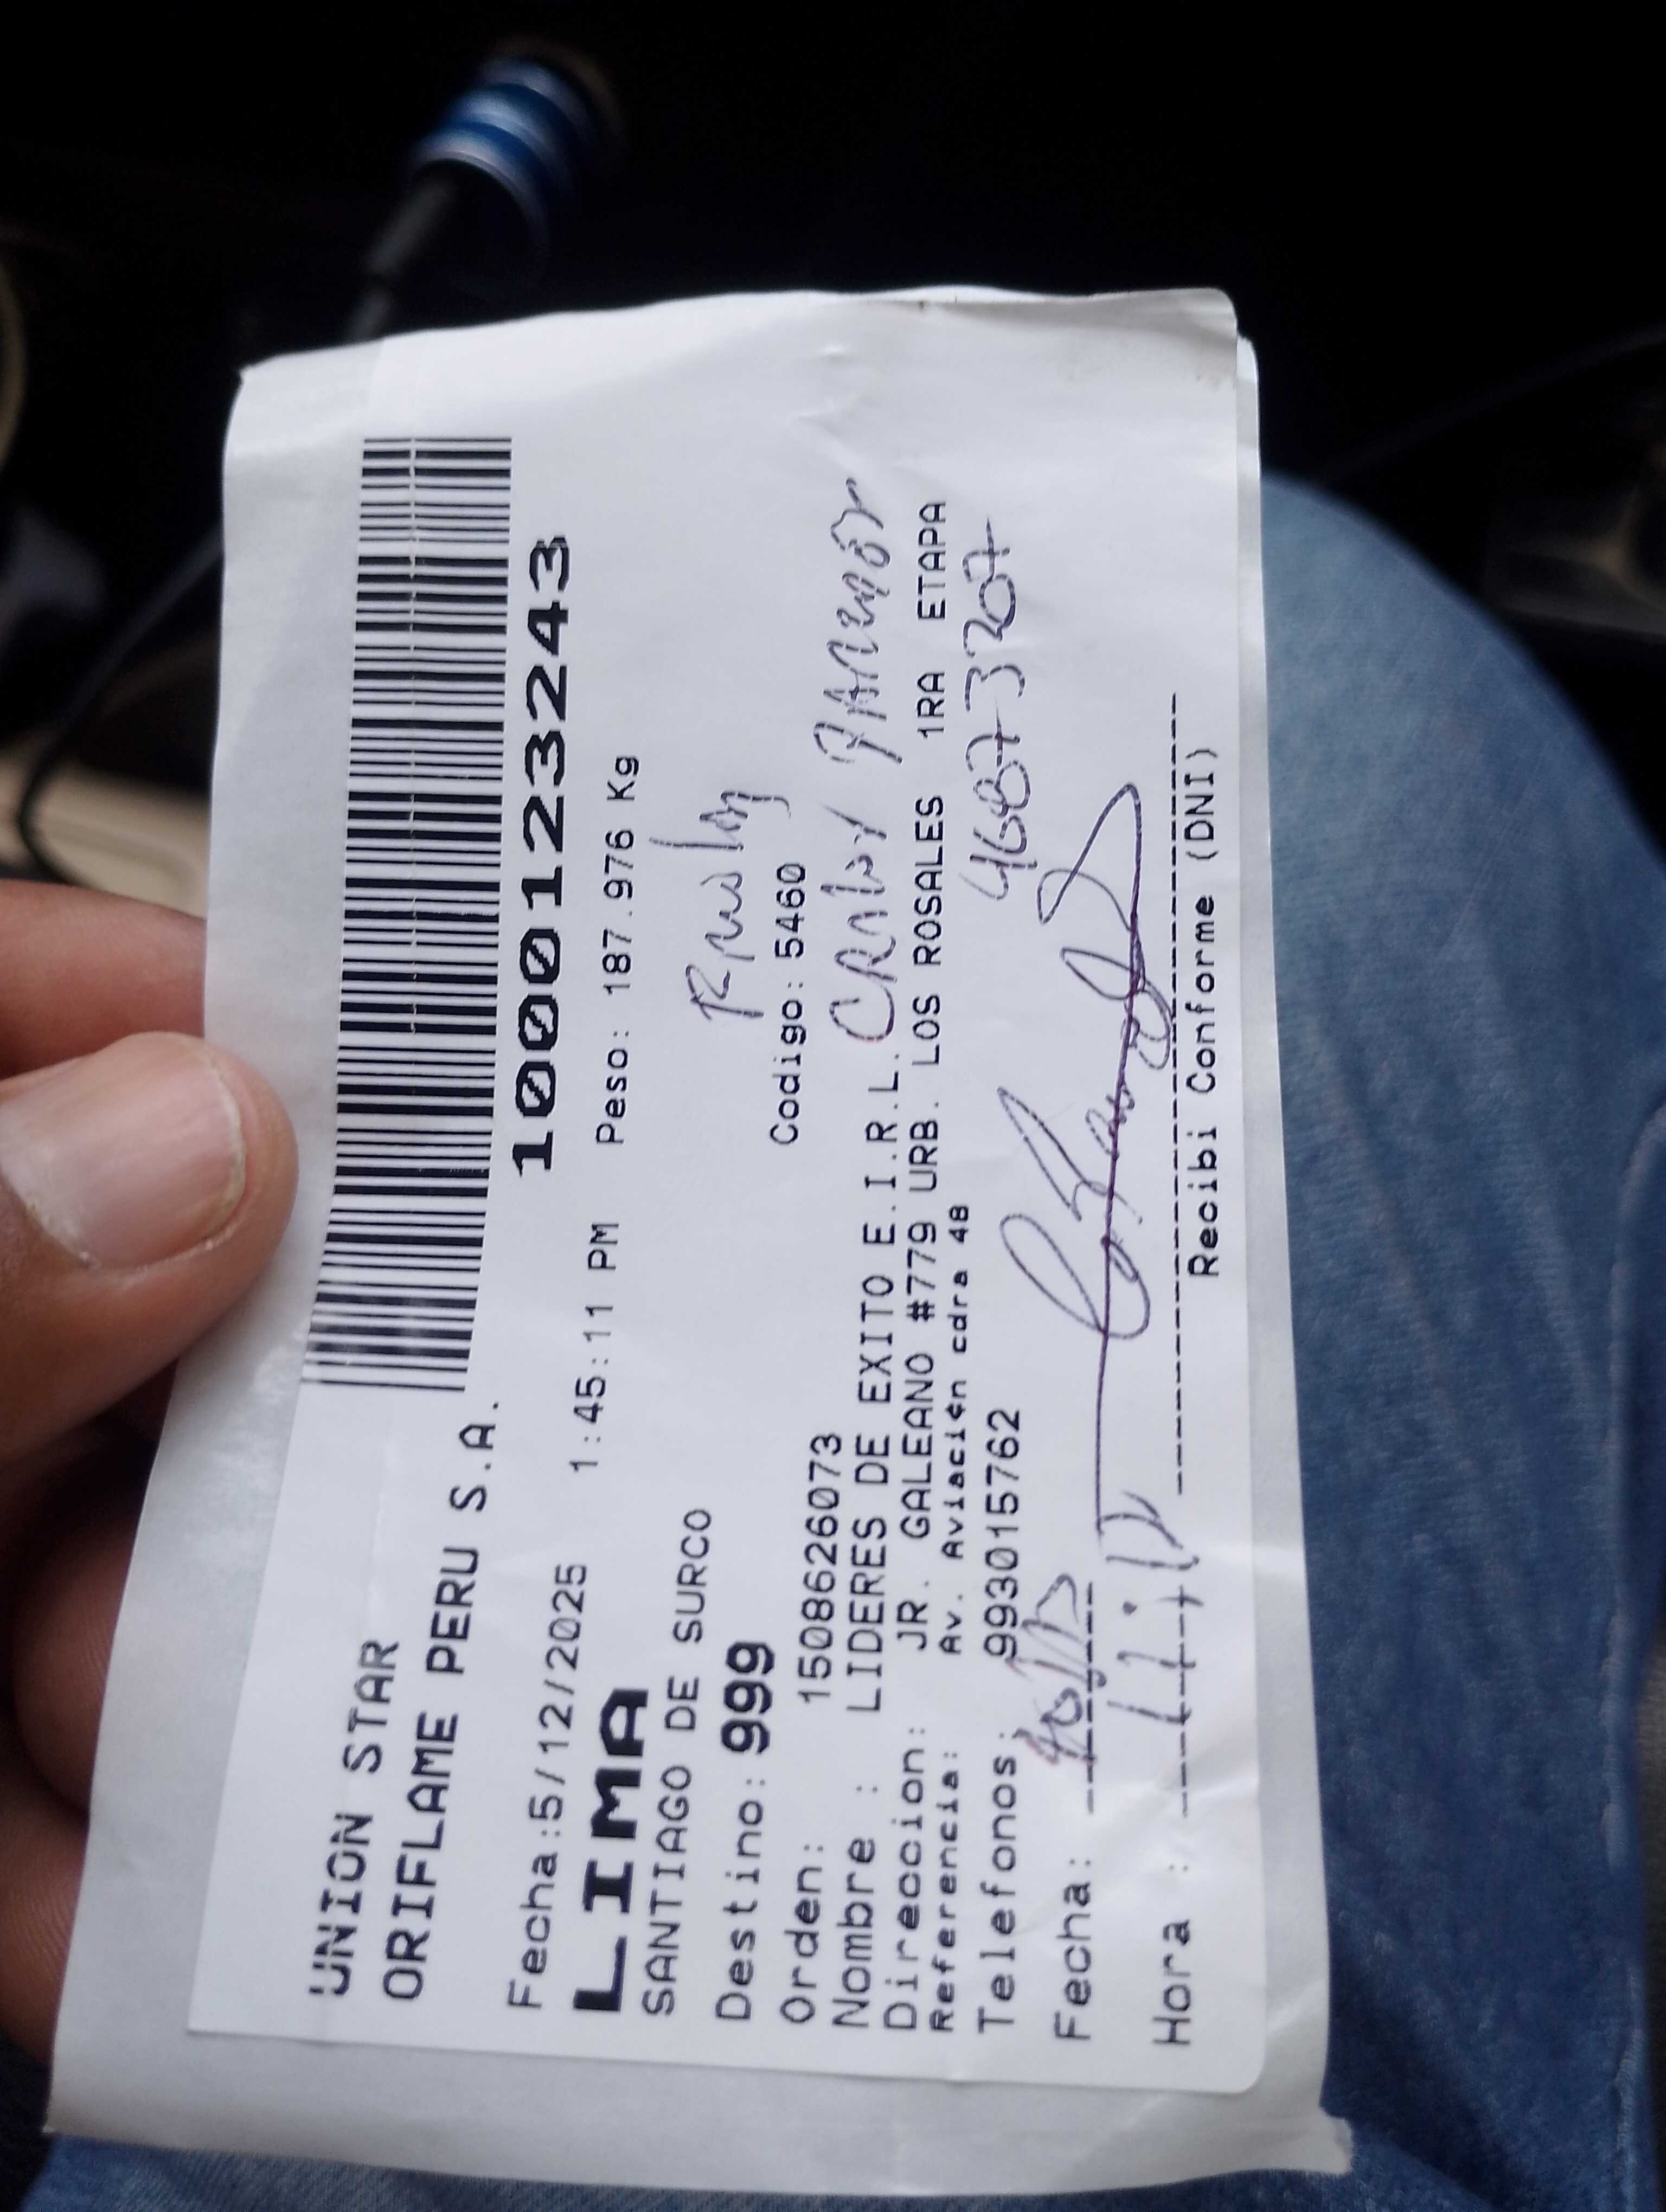 UNION STAR
ORIFLAME PERU S.A.
1000123243
Fecha:5/12/2025 1:45:11 PM Peso: 187.976 Kg
LIMA
SANTIAGO DE SURCO
Destino: 999
Codigo: 5460
Orden: 1508626073
Nombre : LIDERES DE EXITO E.I.R.L. Carlos
Direccion: JR. GALEANO #779 URB. LOS ROSALES 1RA ETAPA
Referencia: Av. Aviaci¢n cdra 48
46873207
Telefonos: 993015762
Fecha:
Hora :
Recibi Conforme (DNI)